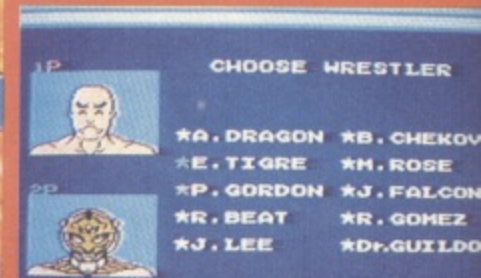 1P
CHOOSE WRESTLER
★A.DRAGON ★B.CHEKOV
★E.TIGRE ★M.ROSE
2P
★P.GORDON ★J.FALCON
★R.BEAT ★R.GOMEZ
★J.LEE ★Dr.GUILDO